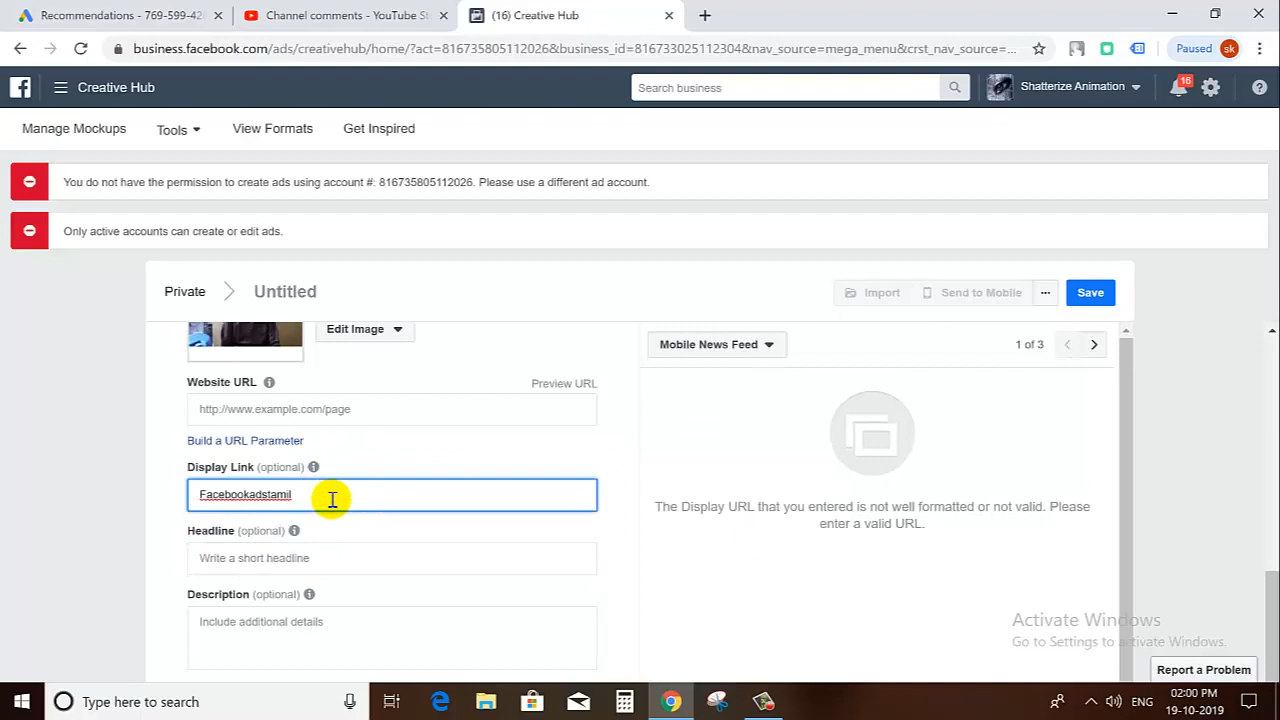 Recommendations - 769-599-428
Channel comments - YouTube St
(16) Creative Hub
business.facebook.com/ads/creativehub/home/?act=816735805112026&business_id=816733025112304&nav_source=mega_menu&crst_nav_source=...
Paused sk
Creative Hub
Search business
Shatterize Animation
16
Manage Mockups Tools View Formats Get Inspired
You do not have the permission to create ads using account #: 816735805112026. Please use a different ad account.
Only active accounts can create or edit ads.
Private Untitled
Import Send to Mobile ... Save
Edit Image
Mobile News Feed 1 of 3
Website URL Preview URL
http://www.example.com/page
Build a URL Parameter
Display Link (optional)
Facebookadstamil
The Display URL that you entered is not well formatted or not valid. Please
enter a valid URL.
Headline (optional)
Write a short headline
Description (optional)
Include additional details
Activate Windows
Go to Settings to activate Windows.
Report a Problem
Type here to search
ENG
02:00 PM
19-10-2019